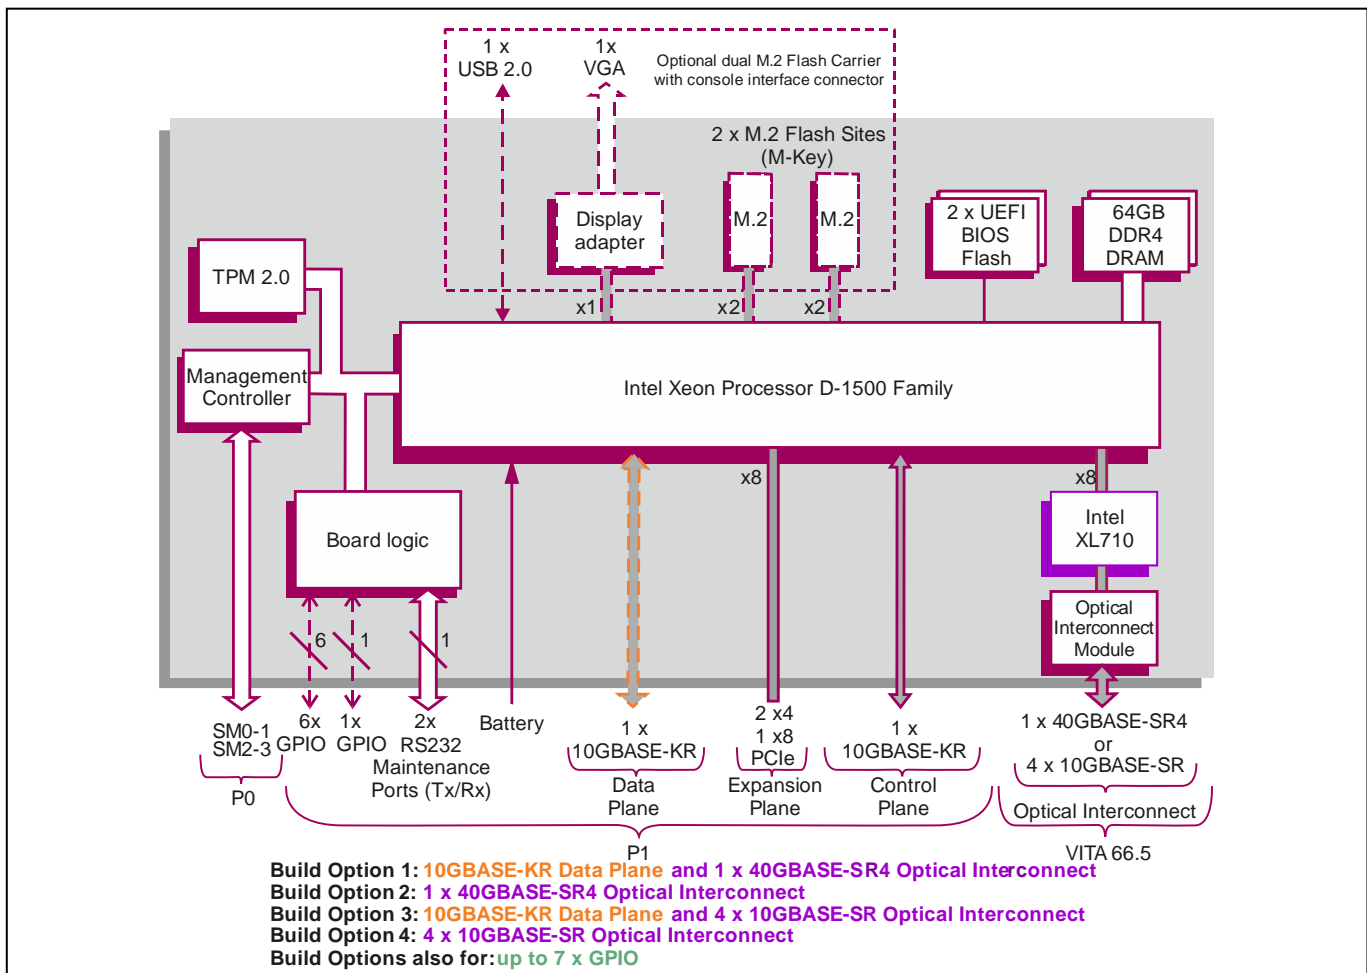 1 x
USB 2.0
1x
VGA
Optional dual M.2 Flash Carrier
with console interface connector
2 x M.2 Flash Sites
(M-Key)
Display
adapter
M.2
M.2
2 x UEFI
BIOS
Flash
64GB
DDR4
DRAM
TPM 2.0
x1
x2
x2
Management
Controller
Intel Xeon Processor D-1500 Family
x8
x8
Board logic
Intel
XL710
Optical
Interconnect
Module
6
1
1
SM0-1
SM2-3
P0
6x
GPIO
1x
GPIO
2x
RS232
Maintenance
Ports (Tx/Rx)
Battery
1 x
10GBASE-KR
Data
Plane
2 x4
1 x8
PCIe
Expansion
Plane
1 x
10GBASE-KR
Control
Plane
1 x 40GBASE-SR4
or
4 x 10GBASE-SR
Optical Interconnect
P1
VITA 66.5
Build Option 1: 10GBASE-KR Data Plane and 1 x 40GBASE-SR4 Optical Interconnect
Build Option 2: 1 x 40GBASE-SR4 Optical Interconnect
Build Option 3: 10GBASE-KR Data Plane and 4 x 10GBASE-SR Optical Interconnect
Build Option 4: 4 x 10GBASE-SR Optical Interconnect
Build Options also for: up to 7 x GPIO